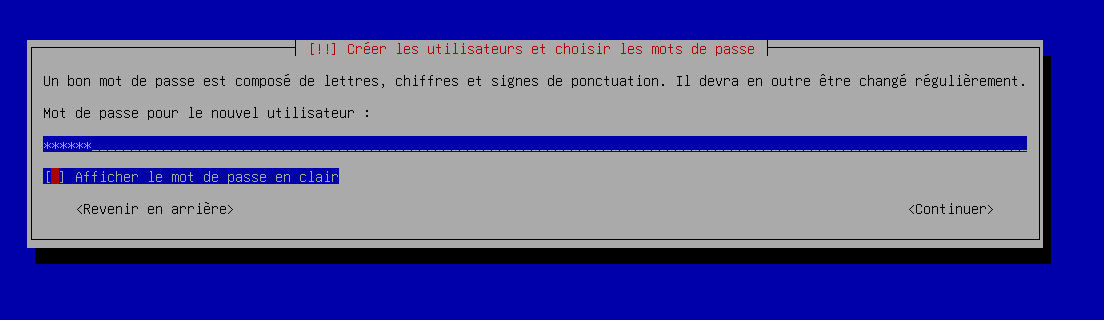 [!!] Créer les utilisateurs et choisir les mots de passe
Un bon mot de passe est composé de lettres, chiffres et signes de ponctuation. Il devra en outre être changé régulièrement.
Mot de passe pour le nouvel utilisateur :
******
[ ] Afficher le mot de passe en clair
<Revenir en arrière> <Continuer>